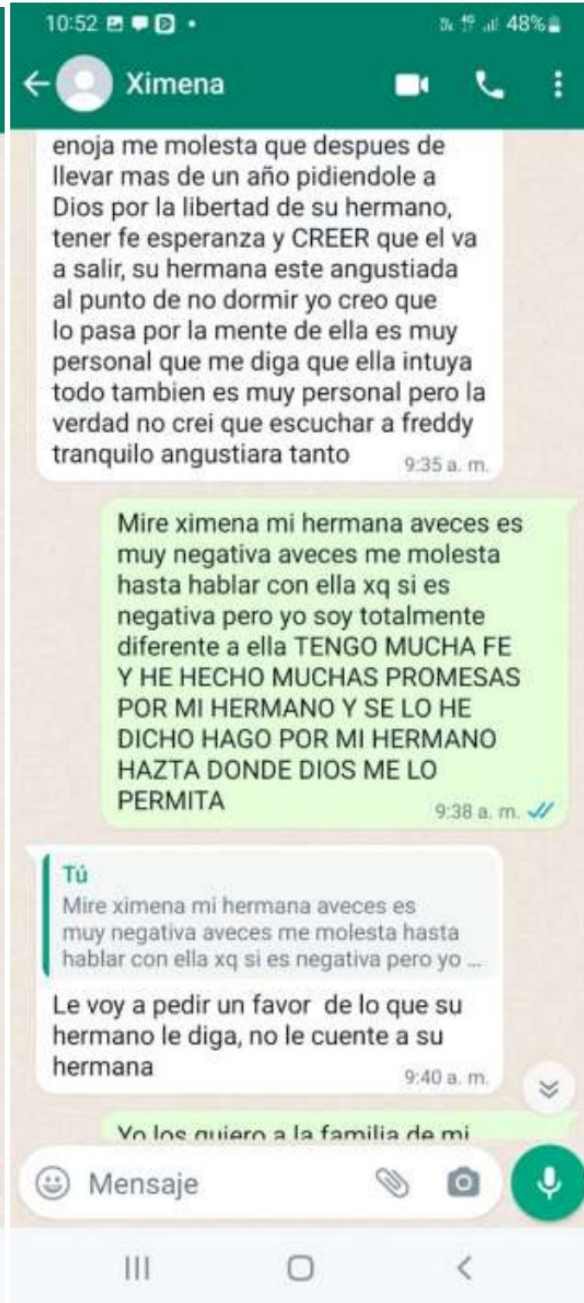 10:52
48%
Ximena
enoja me molesta que despues de
llevar mas de un año pidiendole a
Dios por la libertad de su hermano,
tener fe esperanza y CREER que el va
a salir, su hermana este angustiada
al punto de no dormir yo creo que
lo pasa por la mente de ella es muy
personal que me diga que ella intuya
todo tambien es muy personal pero la
verdad no crei que escuchar a freddy
tranquilo angustiara tanto
9:35 a. m.
Mire ximena mi hermana aveces es
muy negativa aveces me molesta
hasta hablar con ella xq si es
negativa pero yo soy totalmente
diferente a ella TENGO MUCHA FE
Y HE HECHO MUCHAS PROMESAS
POR MI HERMANO Y SE LO HE
DICHO HAGO POR MI HERMANO
HAZTA DONDE DIOS ME LO
PERMITA
9:38 a. m.
Tú
Mire ximena mi hermana aveces es
muy negativa aveces me molesta hasta
hablar con ella xq si es negativa pero yo ...
Le voy a pedir un favor de lo que su
hermano le diga, no le cuente a su
hermana
9:40 a. m.
Yo los quiero a la familia de mi
Mensaje